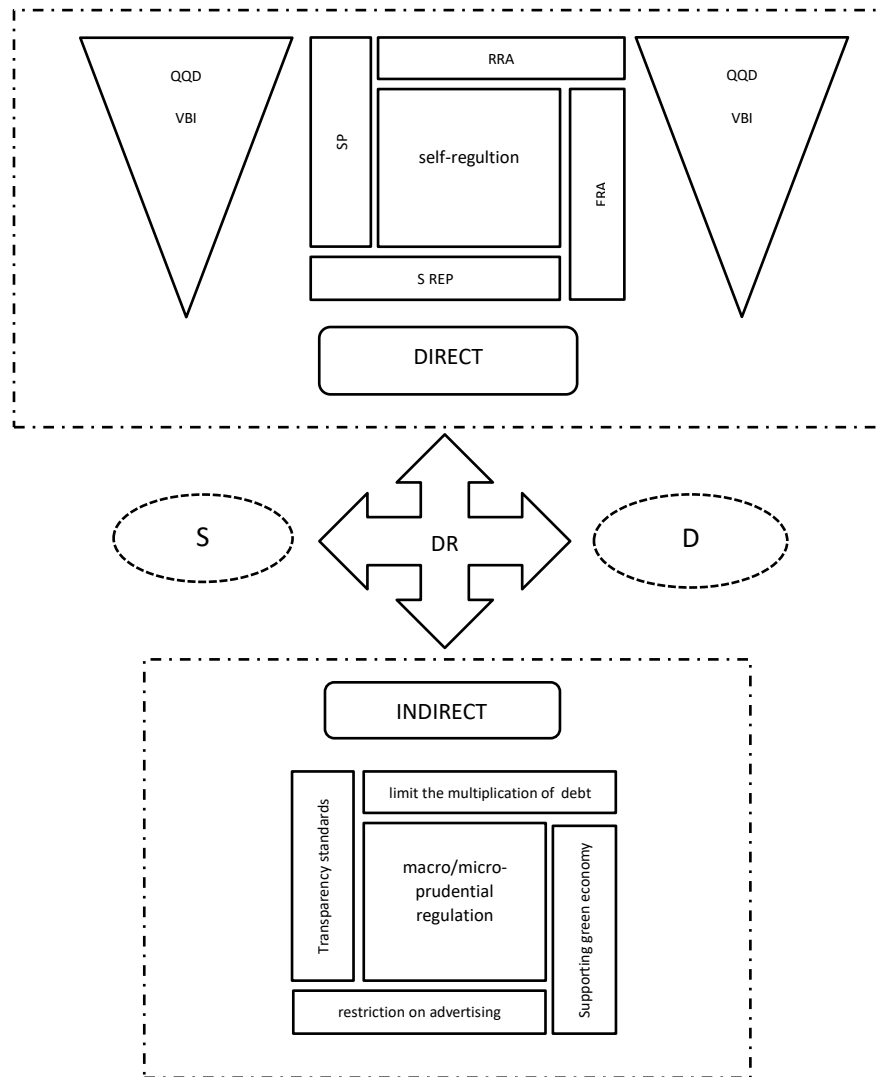 QQD
VBI
SP
RRA
self-regultion
FRA
S REP
QQD
VBI
DIRECT
S
DR
D
INDIRECT
Transparency standards
limit the multiplication of debt
macro/micro-
prudential
regulation
Supporting green economy
restriction on advertising